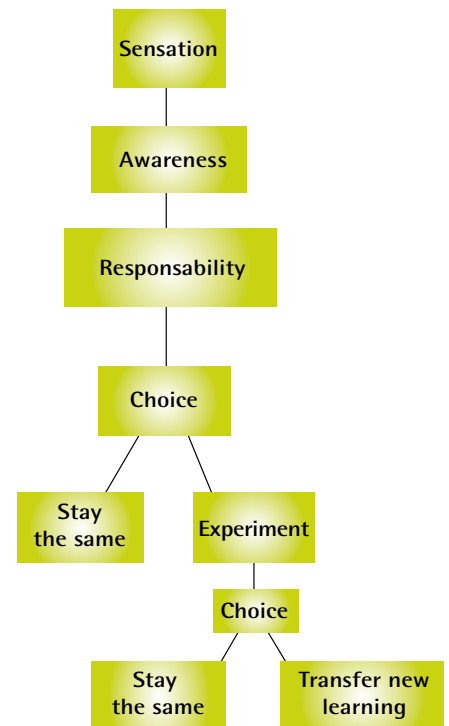 Sensation
Awareness
Responsability
Choice
Stay
the same
Experiment
Choice
Stay
the same
Transfer new
learning